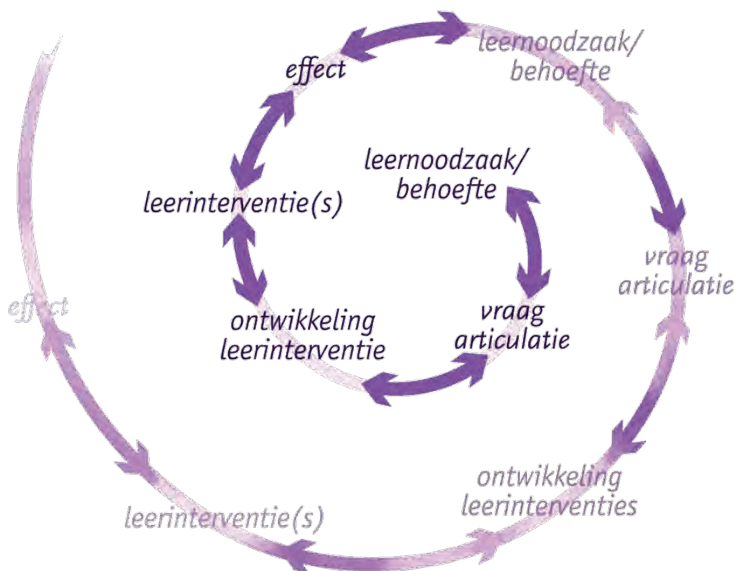 leernoodzaak/
behoefte
vraag
articulatie
ontwikkeling
leerinterventie
leerinterventie(s)
effect
leernoodzaak/
behoefte
vraag
articulatie
ontwikkeling
leerinterventies
leerinterventie(s)
effect